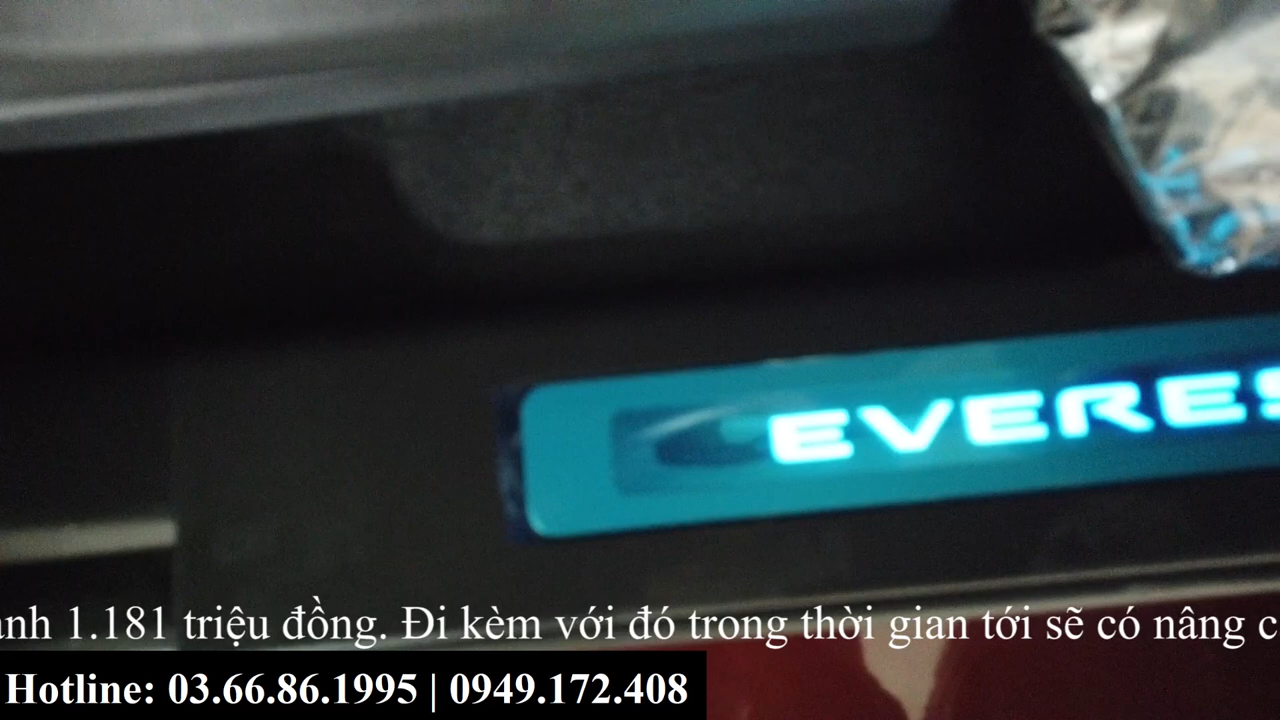 EVERES
anh 1.181 triệu đồng. Đi kèm với đó trong thời gian tới sẽ có nâng c
Hotline: 03.66.86.1995 | 0949.172.408